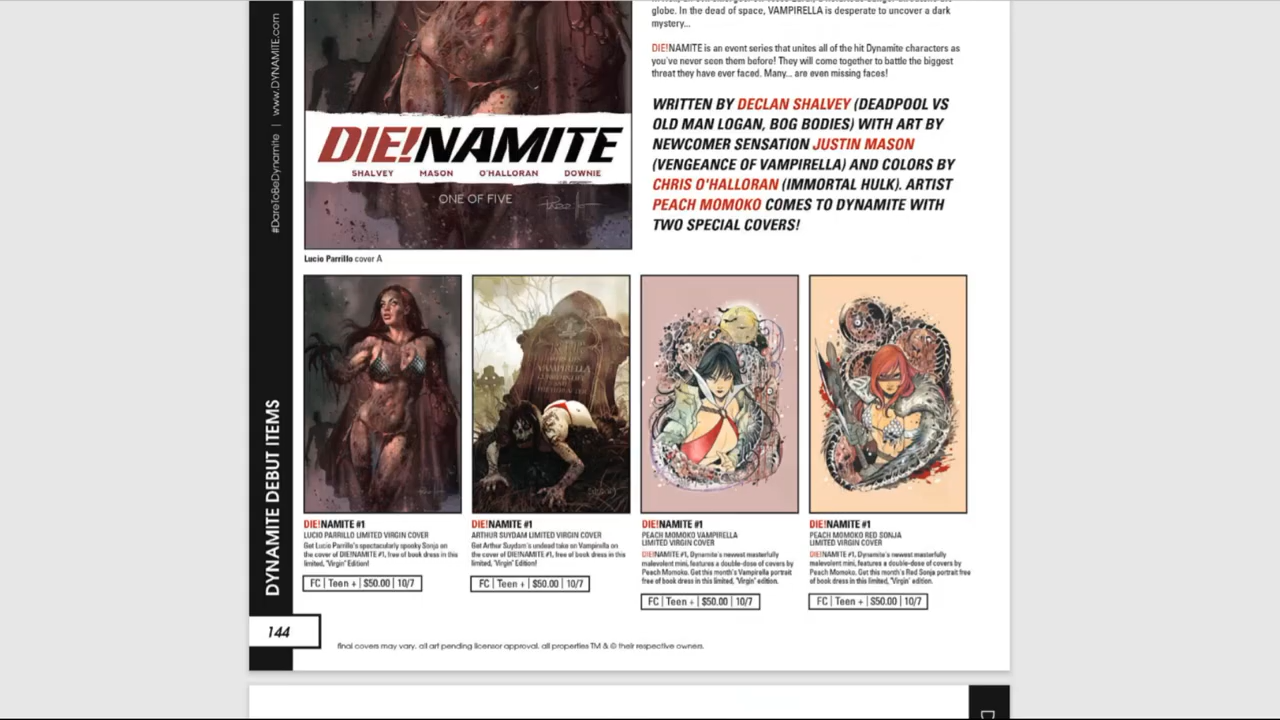 globe. In the dead of space, VAMPIRELLA is desperate to uncover a dark
mystery...
DIE!NAMITE is an event series that unites all of the hit Dynamite characters as
you've never seen them before! They will come together to battle the biggest
threat they have ever faced. Many... are even missing faces!
WRITTEN BY DECLAN SHALVEY (DEADPOOL VS
OLD MAN LOGAN, BOG BODIES) WITH ART BY
NEWCOMER SENSATION JUSTIN MASON
(VENGEANCE OF VAMPIRELLA) AND COLORS BY
CHRIS O'HALLORAN (IMMORTAL HULK). ARTIST
PEACH MOMOKO COMES TO DYNAMITE WITH
TWO SPECIAL COVERS!
DIE!NAMITE
SHALVEY MASON O'HALLORAN DOWNIE
ONE OF FIVE
Lucio Parrillo cover A
#DareToBeDynamite | www.DYNAMITE.com
DYNAMITE DEBUT ITEMS
VAMPIRELLA
DIE!NAMITE #1
LUCIO PARRILLO LIMITED VIRGIN COVER
Get Lucio Parrillo's spectacularly spooky Sonja on
the cover of DIE!NAMITE #1, free of book dress in this
limited, "Virgin" Edition!
FC | Teen + | $50.00 | 10/7
DIE!NAMITE #1
ARTHUR SUYDAM LIMITED VIRGIN COVER
Get Arthur Suydam's undead take on Vampirella on
the cover of DIE!NAMITE #1, free of book dress in this
limited, "Virgin" Edition!
FC | Teen + | $50.00 | 10/7
DIE!NAMITE #1
PEACH MOMOKO VAMPIRELLA
LIMITED VIRGIN COVER
DIE!NAMITE #1, Dynamite's newest masterfully
malevolent mini, features a double-dose of covers by
Peach Momoko. Get this month's Vampirella portrait
free of book dress in this limited, "Virgin" edition.
FC | Teen + | $50.00 | 10/7
DIE!NAMITE #1
PEACH MOMOKO RED SONJA
LIMITED VIRGIN COVER
DIE!NAMITE #1, Dynamite's newest masterfully
malevolent mini, features a double-dose of covers by
Peach Momoko. Get this month's Red Sonja portrait free
of book dress in this limited, "Virgin" edition.
FC | Teen + | $50.00 | 10/7
144
final covers may vary. all art pending licensor approval. all properties TM & © their respective owners.